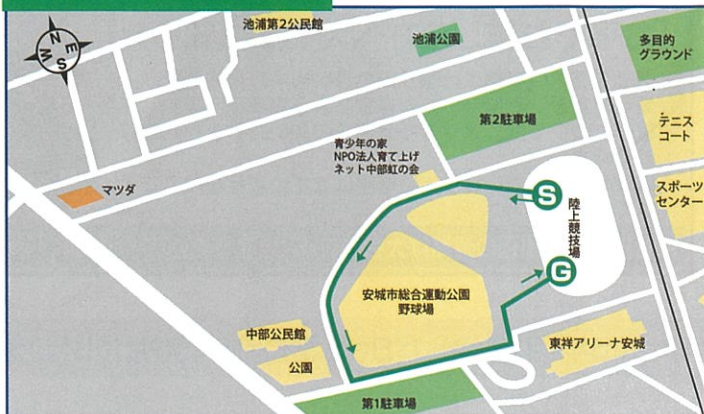 池浦第2公民館
池浦公園
多目的
グラウンド
N
E
W
S
第2駐車場
テニス
コート
青少年の家
NPO法人育て上げ
ネット中部虹の会
マツダ
S
陸上競技場
スポーツ
センター
G
安城市総合運動公園
野球場
中部公民館
公園
東祥アリーナ安城
第1駐車場